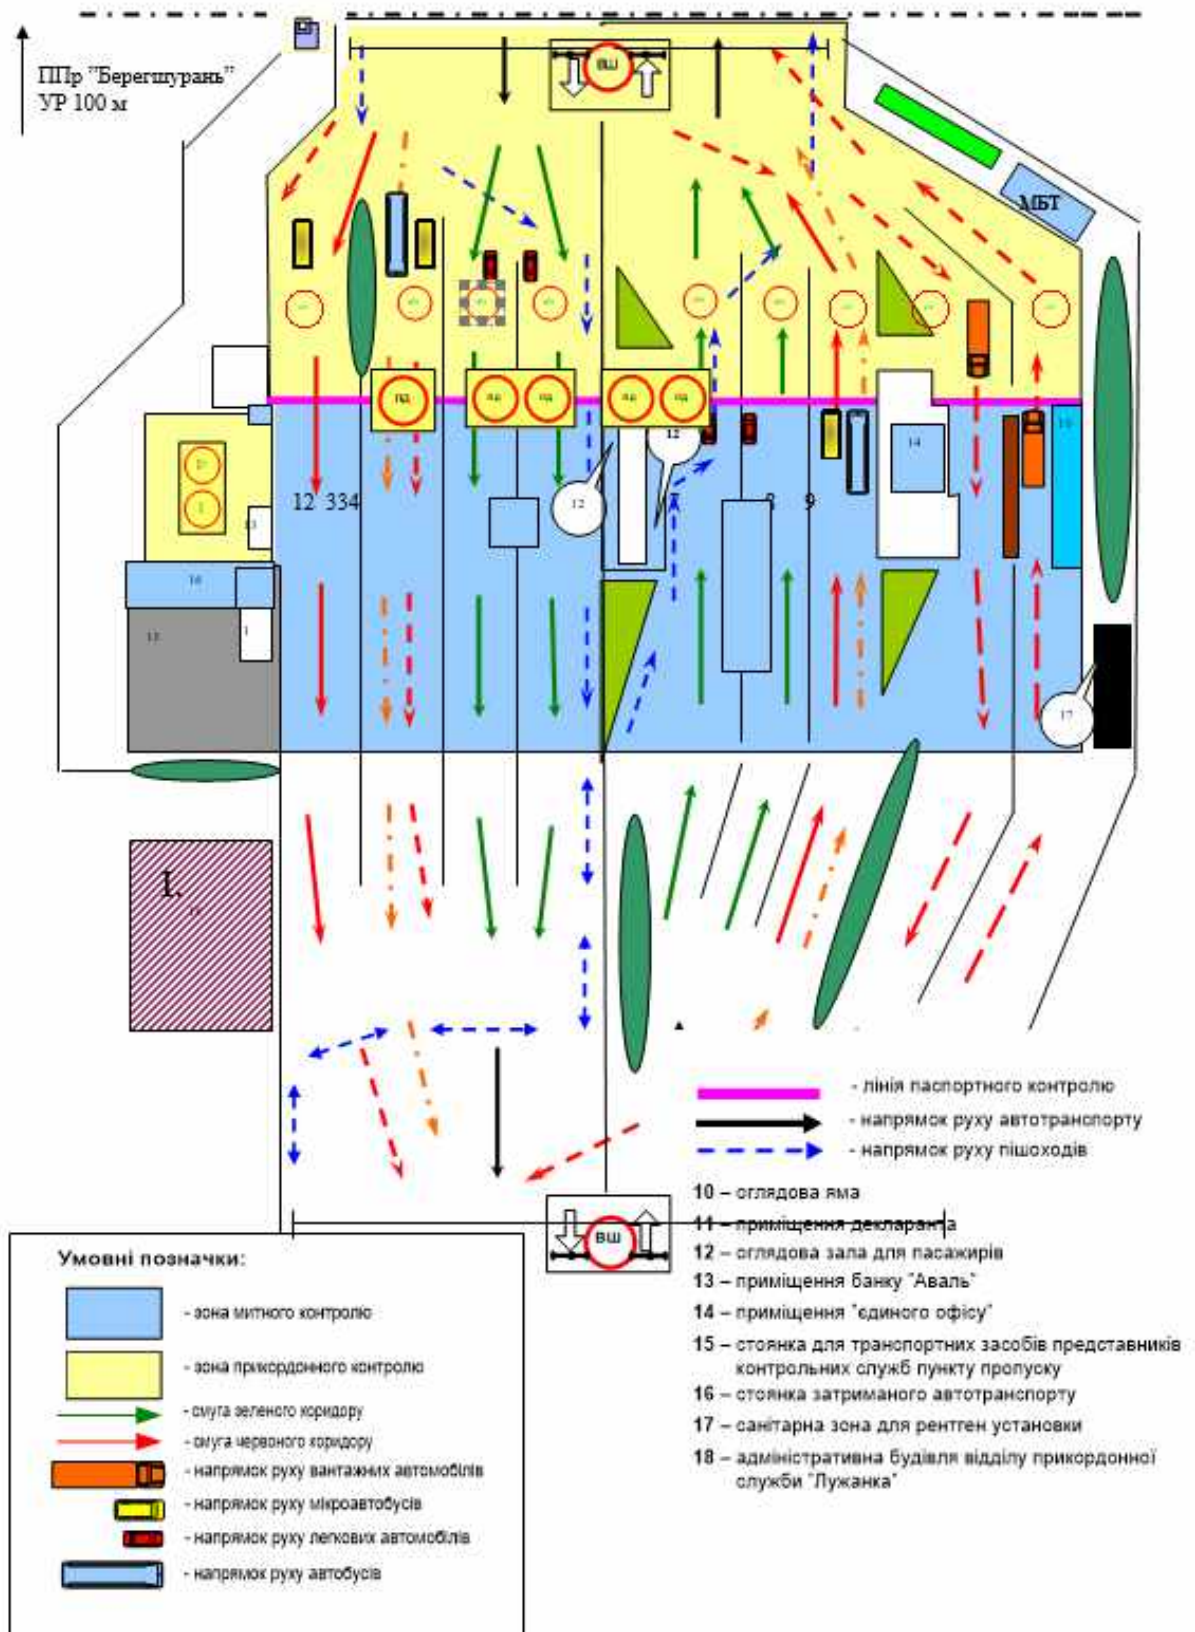 ППр "Берегшурань"
УР 100 м
ВШ
МБТ
ПД
ПД
ПД
ПД
ПД
12
12
14
12 334
8
9
16
17
- лінія паспортного контролю
- напрямок руху автотранспорту
- напрямок руху пішоходів
10 – оглядова яма
11 – приміщення декларанта
12 – оглядова зала для пасажирів
13 – приміщення банку "Аваль"
14 – приміщення "єдиного офісу"
15 – стоянка для транспортних засобів представників
контрольних служб пункту пропуску
16 – стоянка затриманого автотранспорту
17 – санітарна зона для рентген установки
18 – адміністративна будівля відділу прикордонної
служби "Лужанка"
ВШ
Умовні позначки:
- зона митного контролю
- зона прикордонного контролю
- смуга зеленого коридору
- смуга червоного коридору
- напрямок руху вантажних автомобілів
- напрямок руху мікроавтобусів
- напрямок руху легкових автомобілів
- напрямок руху автобусів